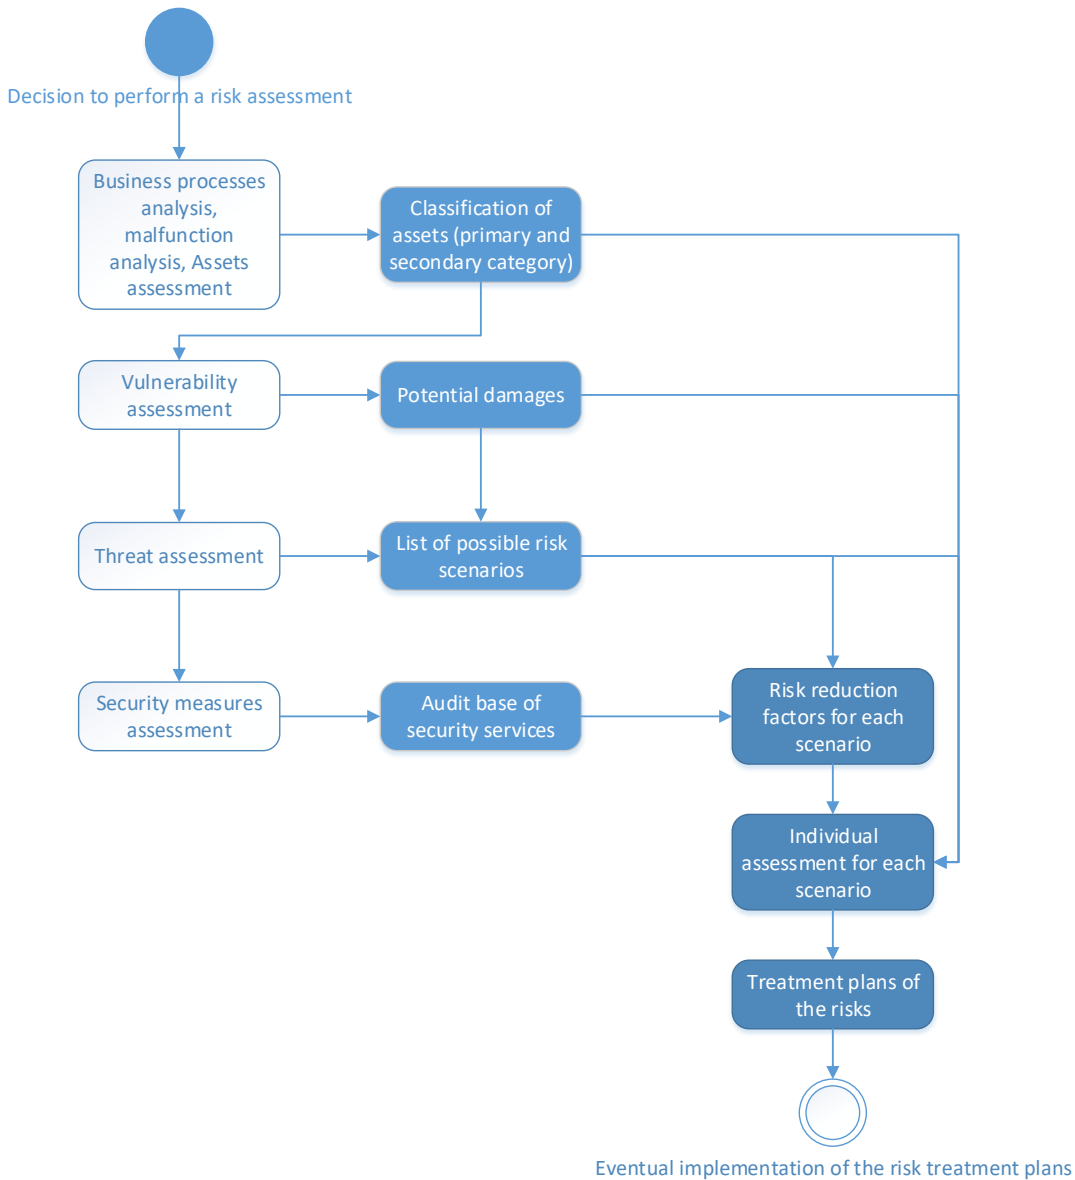 Decision to perform a risk assessment
Business processes
analysis,
malfunction
analysis, Assets
assessment
Classification of
assets (primary and
secondary category)
Vulnerability
assessment
Potential damages
Threat assessment
List of possible risk
scenarios
Security measures
assessment
Audit base of
security services
Risk reduction
factors for each
scenario
Individual
assessment for each
scenario
Treatment plans of
the risks
Eventual implementation of the risk treatment plans